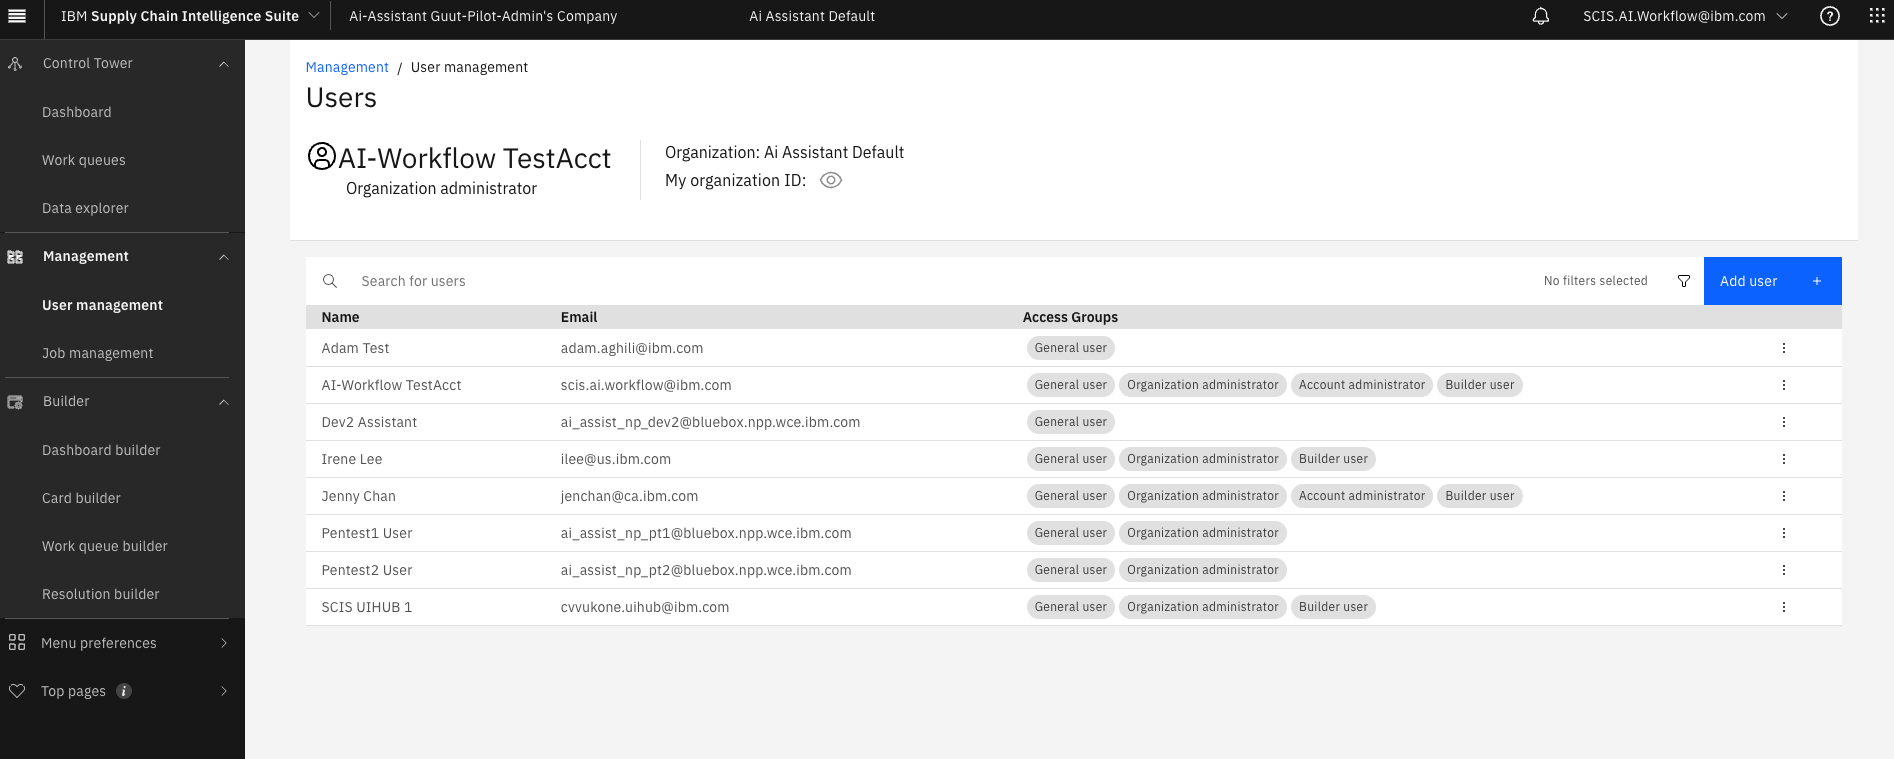 IBM Supply Chain Intelligence Suite
Ai-Assistant Guut-Pilot-Admin's Company
Ai Assistant Default
SCIS.AI.Workflow@ibm.com
Control Tower
Dashboard
Work queues
Data explorer
Management
User management
Job management
Builder
Dashboard builder
Card builder
Work queue builder
Resolution builder
Menu preferences
Top pages
Management / User management
Users
AI-Workflow TestAcct
Organization administrator
Organization: Ai Assistant Default
My organization ID:
Search for users
No filters selected
Add user +
Name Email Access Groups
Adam Test adam.aghili@ibm.com General user
AI-Workflow TestAcct scis.ai.workflow@ibm.com General user Organization administrator Account administrator Builder user
Dev2 Assistant ai_assist_np_dev2@bluebox.npp.wce.ibm.com General user
Irene Lee ilee@us.ibm.com General user Organization administrator Builder user
Jenny Chan jenchan@ca.ibm.com General user Organization administrator Account administrator Builder user
Pentest1 User ai_assist_np_pt1@bluebox.npp.wce.ibm.com General user Organization administrator
Pentest2 User ai_assist_np_pt2@bluebox.npp.wce.ibm.com General user Organization administrator
SCIS UIHUB 1 cvvukone.uihub@ibm.com General user Organization administrator Builder user